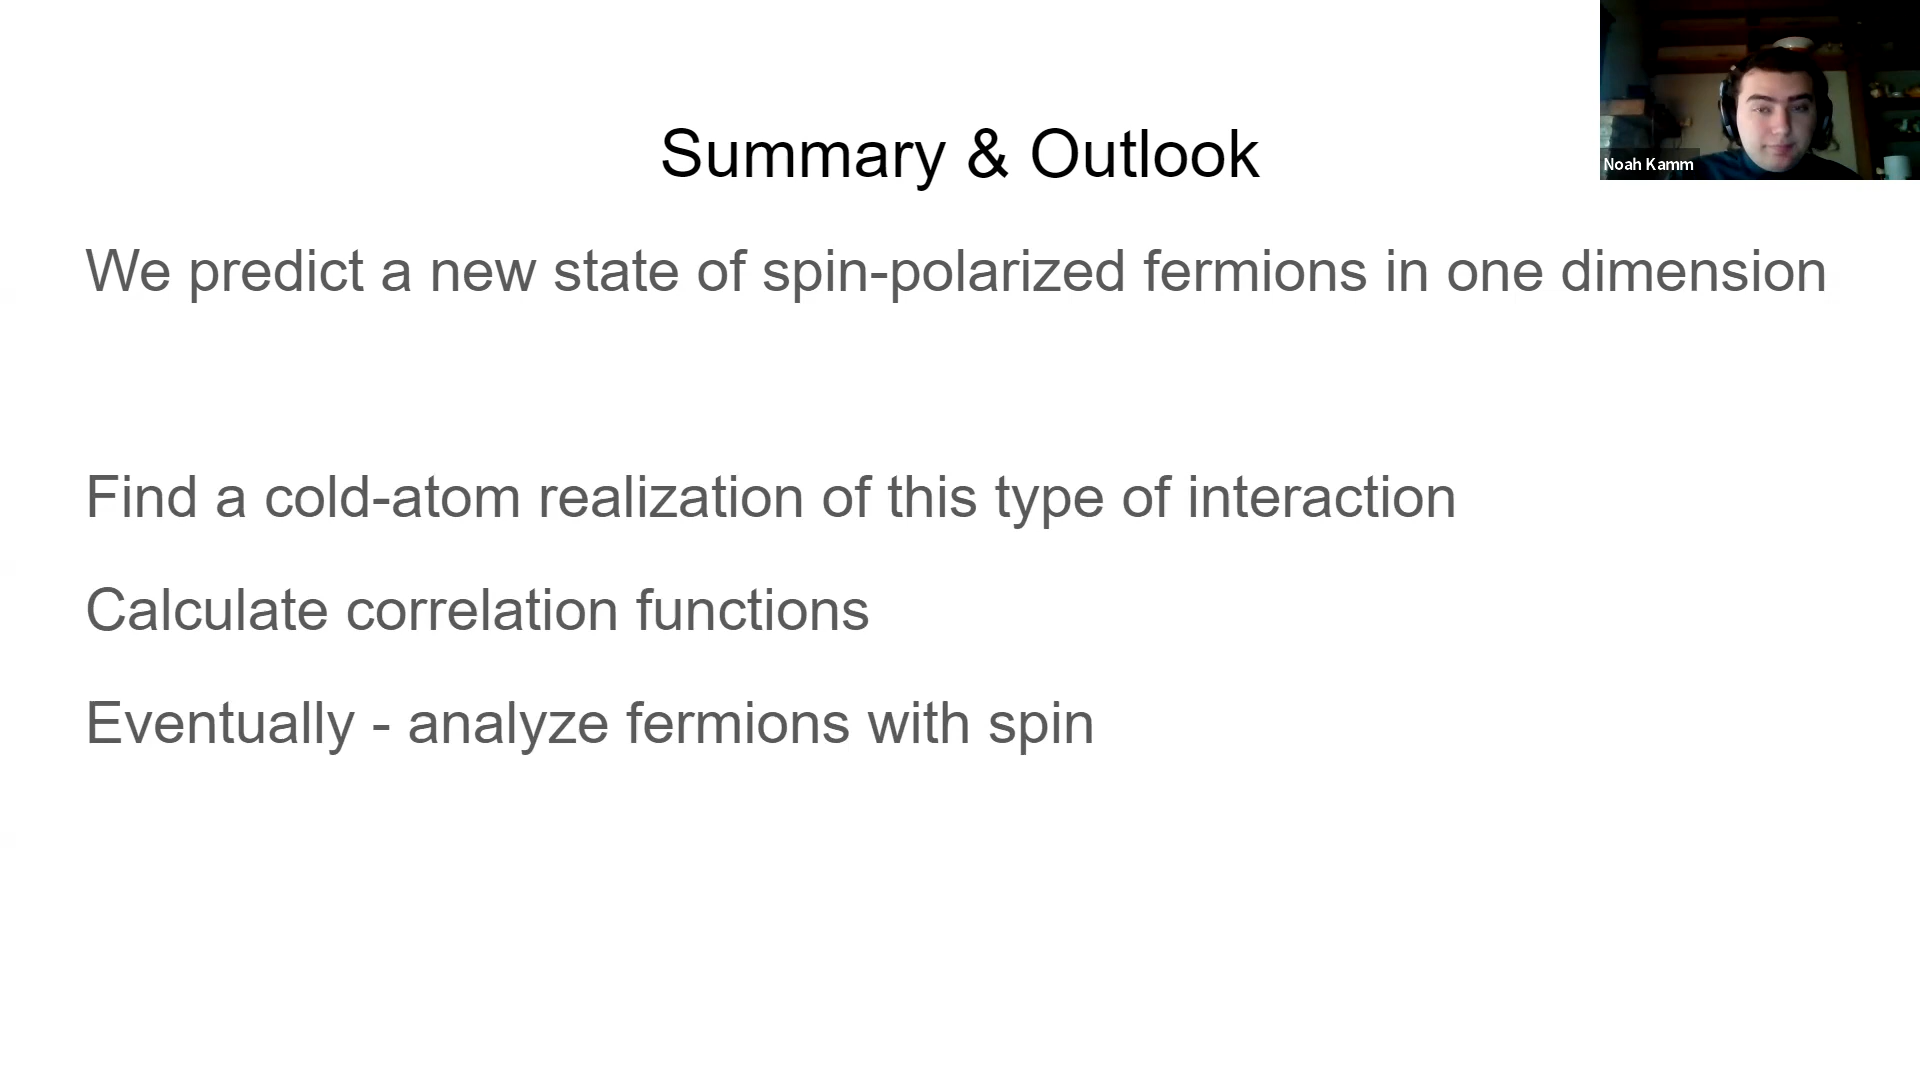 Summary & Outlook
Noah Kamm
We predict a new state of spin-polarized fermions in one dimension
Find a cold-atom realization of this type of interaction
Calculate correlation functions
Eventually - analyze fermions with spin